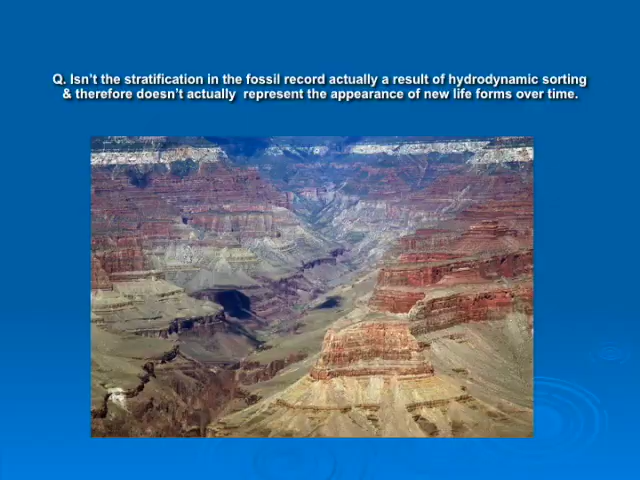 Q. Isn't the stratification in the fossil record actually a result of hydrodynamic sorting
& therefore doesn't actually  represent the appearance of new life forms over time.